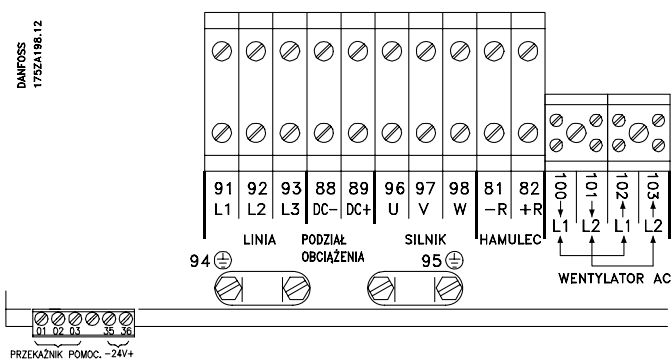 DANFOSS
175ZA198.12
91 92 93 88 89 96 97 98 81 82 100 101 102 103
L1 L2 L3 DC- DC+ U V W -R +R L1 L2 L1 L2
LINIA PODZIAŁ OBCIĄŻENIA SILNIK HAMULEC
94 95
WENTYLATOR AC
01 02 03 35 36
PRZEKAŹNIK POMOC. -24V+